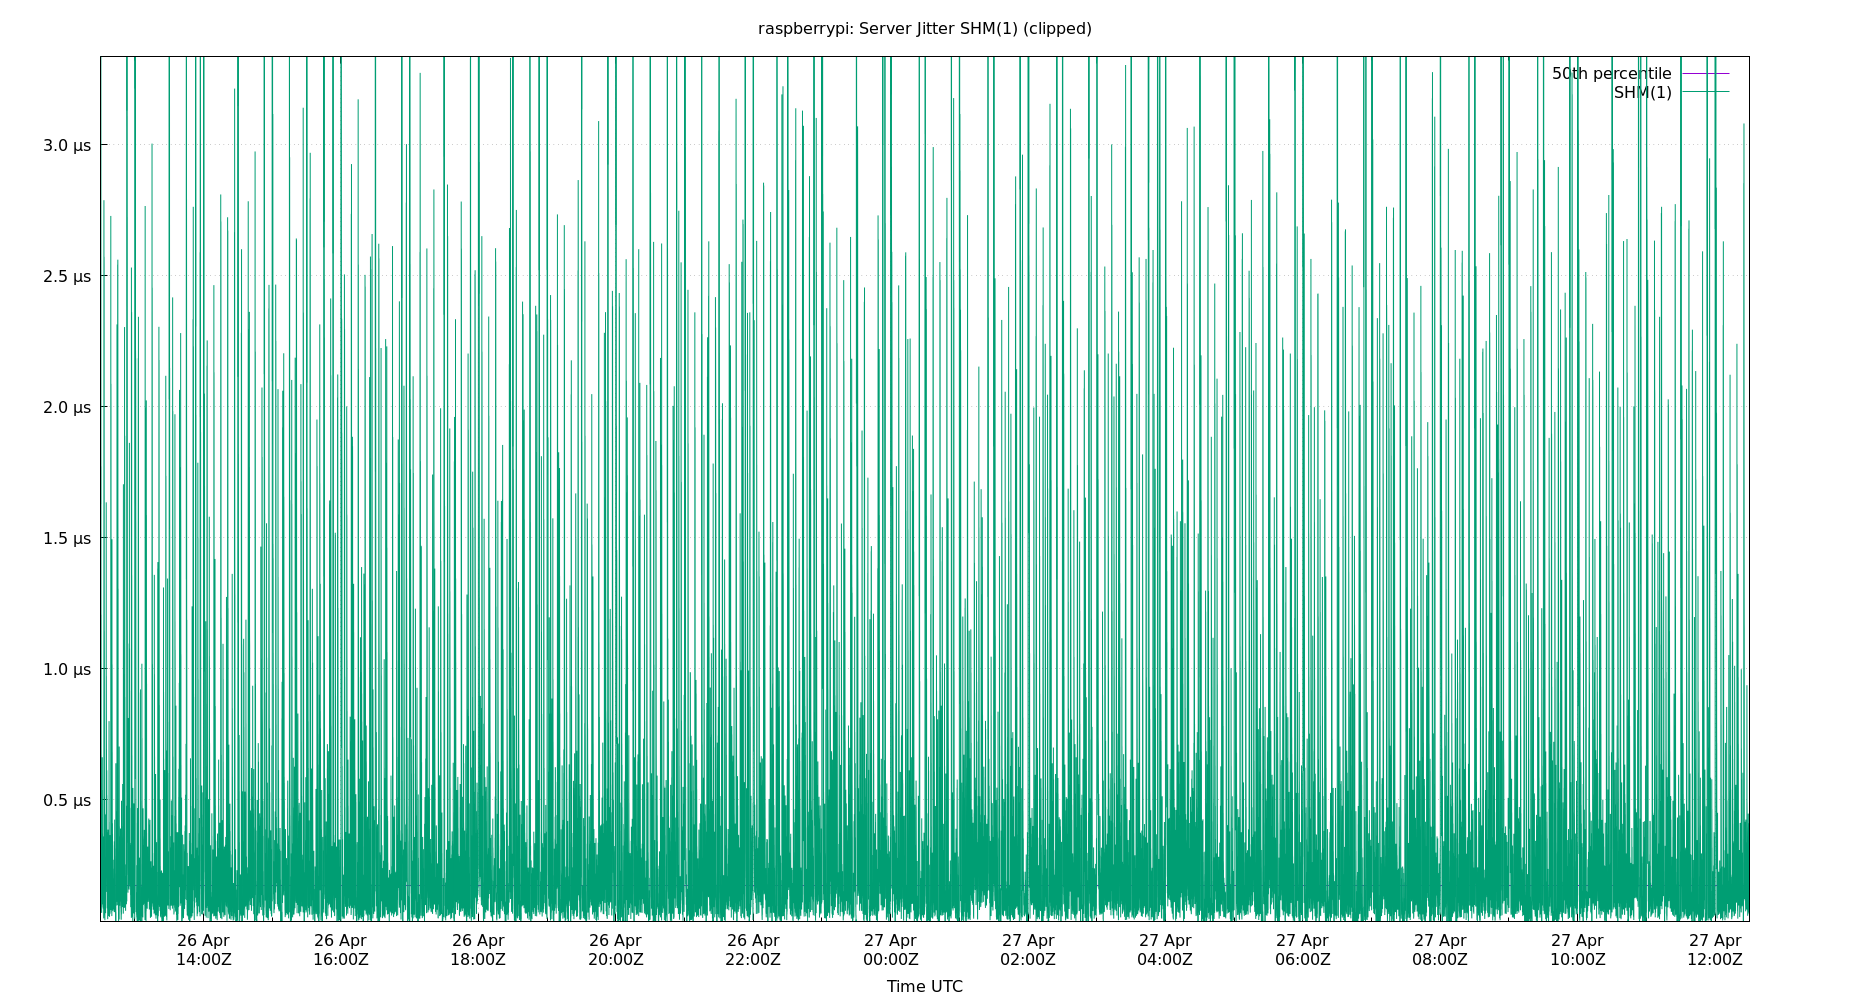 raspberrypi: Server Jitter SHM(1) (clipped)
50th percentile
SHM(1)
3.0 µs
2.5 µs
2.0 µs
1.5 µs
1.0 µs
0.5 µs
26 Apr 26 Apr 26 Apr 26 Apr 26 Apr 27 Apr 27 Apr 27 Apr 27 Apr 27 Apr 27 Apr 27 Apr
14:00Z 16:00Z 18:00Z 20:00Z 22:00Z 00:00Z 02:00Z 04:00Z 06:00Z 08:00Z 10:00Z 12:00Z
Time UTC